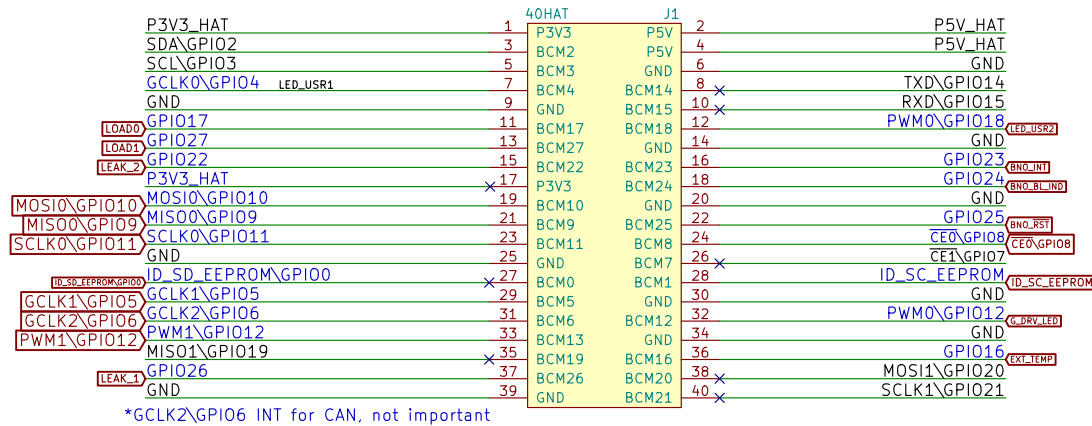 40HAT J1
P3V3_HAT 1 P3V3 P5V 2 P5V_HAT
SDA\GPIO2 3 BCM2 P5V 4 P5V_HAT
SCL\GPIO3 5 BCM3 GND 6 GND
GCLK0\GPIO4 LED_USR1 7 BCM4 BCM14 8 TXD\GPIO14
GND 9 GND BCM15 10 RXD\GPIO15
LOAD0 GPIO17 11 BCM17 BCM18 12 PWM0\GPIO18 LED_USR2
LOAD1 GPIO27 13 BCM27 GND 14 GND
LEAK_2 GPIO22 15 BCM22 BCM23 16 GPIO23 BNO_INT
P3V3_HAT 17 P3V3 BCM24 18 GPIO24 BNO_BL_IND
MOSI0\GPIO10 MOSI0\GPIO10 19 BCM10 GND 20 GND
MISO0\GPIO9 MISO0\GPIO9 21 BCM9 BCM25 22 GPIO25 BNO_RST
SCLK0\GPIO11 SCLK0\GPIO11 23 BCM11 BCM8 24 CE0\GPIO8 CE0\GPIO8
GND 25 GND BCM7 26 CE1\GPIO7
ID_SD_EEPROM\GPIO0 ID_SD_EEPROM\GPIO0 27 BCM0 BCM1 28 ID_SC_EEPROM ID_SC_EEPROM
GCLK1\GPIO5 GCLK1\GPIO5 29 BCM5 GND 30 GND
GCLK2\GPIO6 GCLK2\GPIO6 31 BCM6 BCM12 32 PWM0\GPIO12 G_DRV_LED
PWM1\GPIO12 PWM1\GPIO12 33 BCM13 GND 34 GND
MISO1\GPIO19 35 BCM19 BCM16 36 GPIO16 EXT_TEMP
LEAK_1 GPIO26 37 BCM26 BCM20 38 MOSI1\GPIO20
GND 39 GND BCM21 40 SCLK1\GPIO21
*GCLK2\GPIO6 INT for CAN, not important